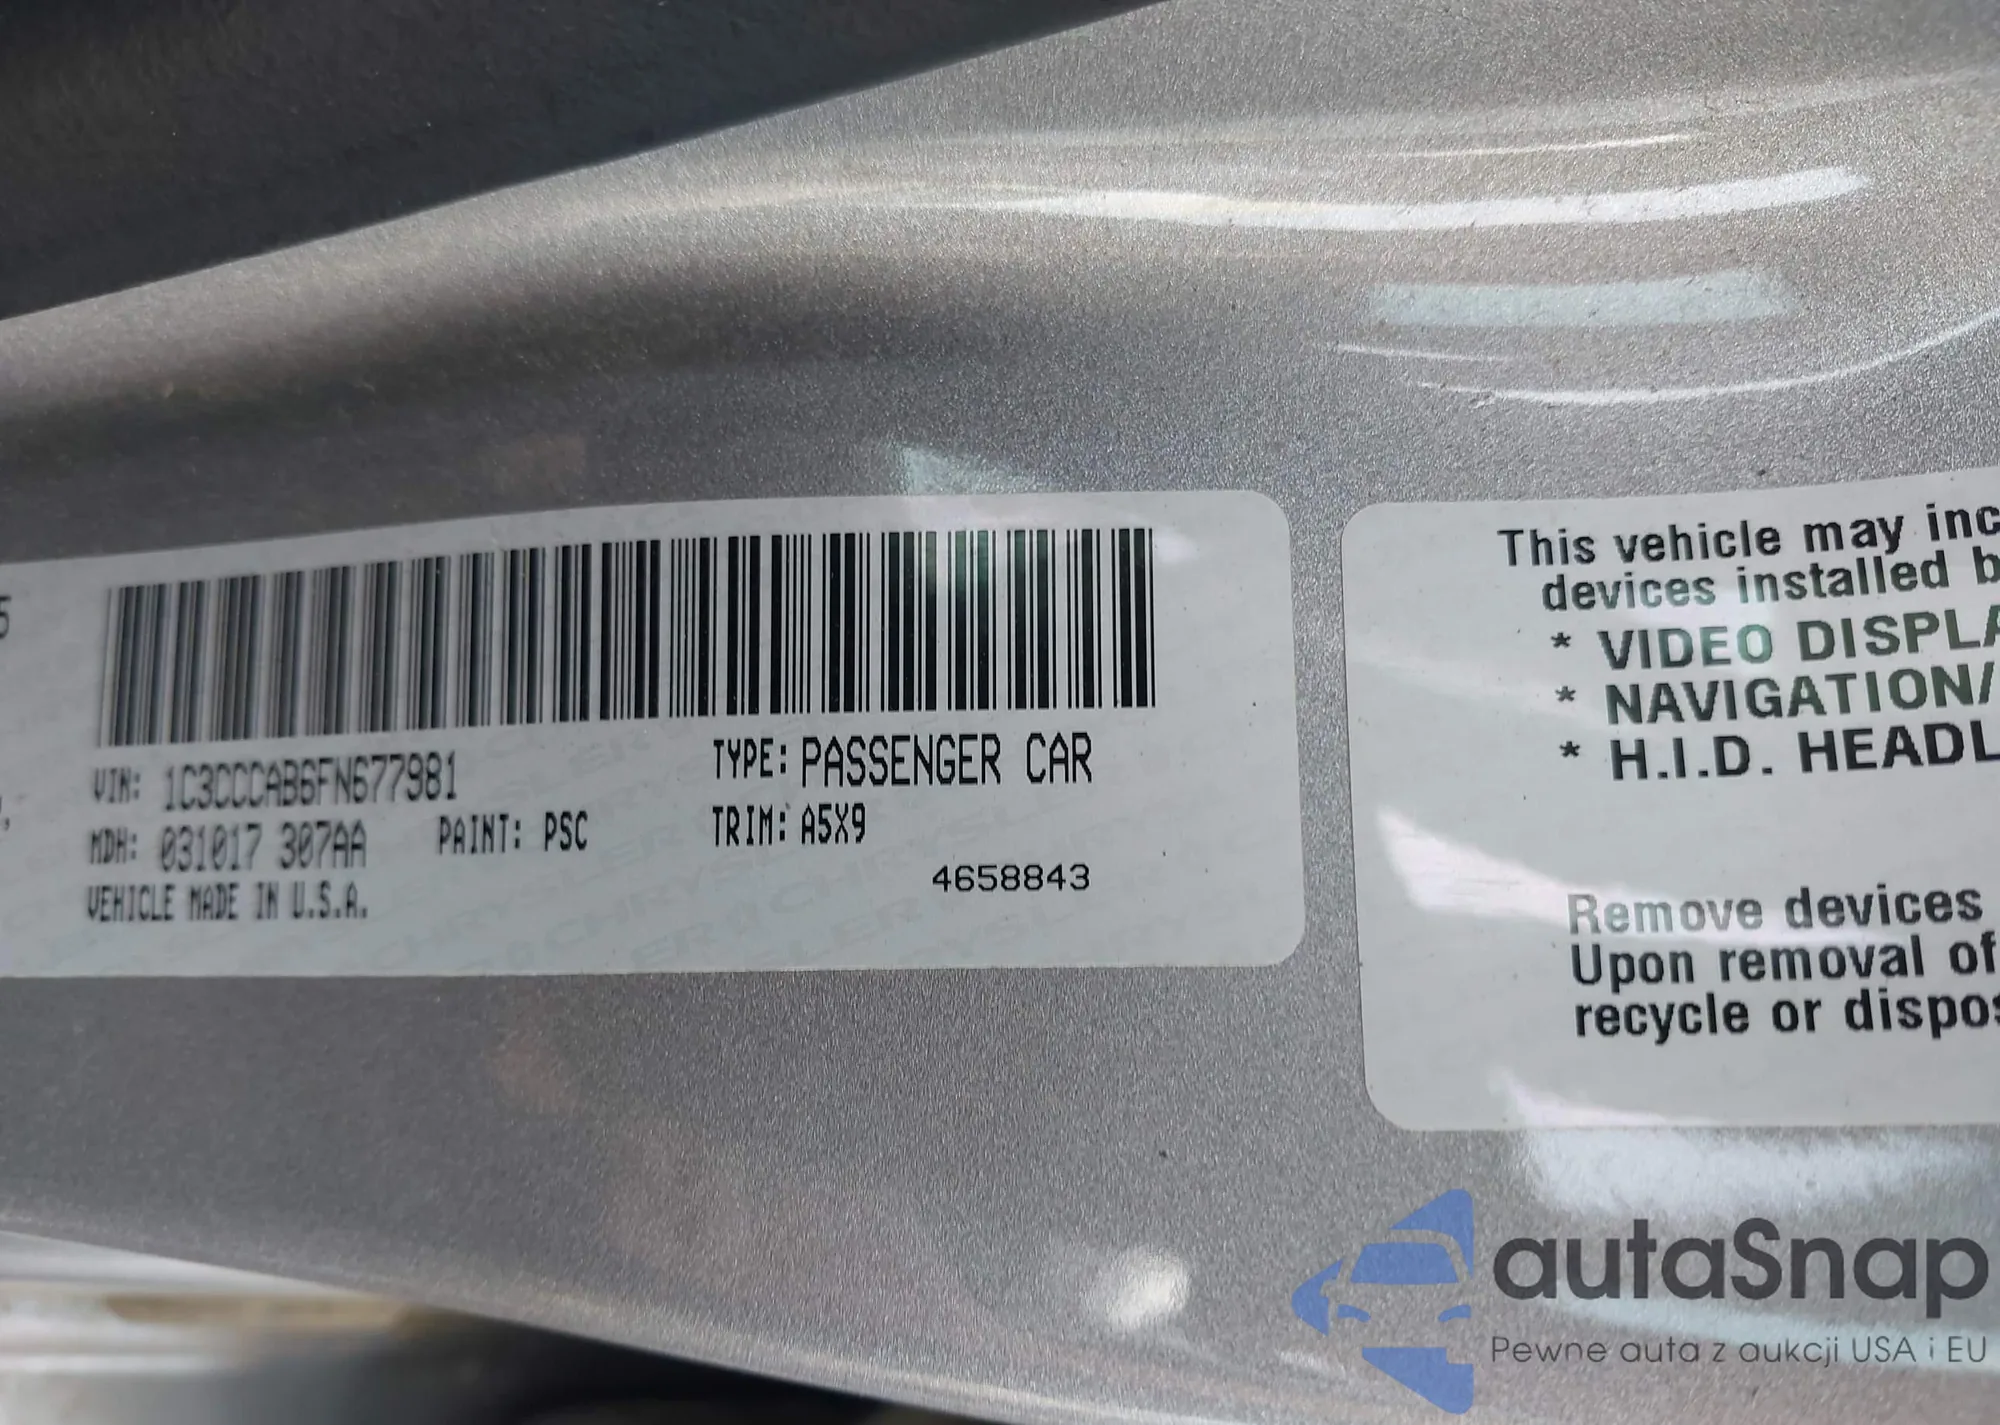 5
VIN: 1C3CCCAB6FN677981
TYPE: PASSENGER CAR
MDH: 031017 307AA
PAINT: PSC
TRIM: A5X9
VEHICLE MADE IN U.S.A.
4658843
This vehicle may inc
devices installed b
* VIDEO DISPLA
* NAVIGATION/
* H.I.D. HEADL
Remove devices
Upon removal of
recycle or dispos
autaSnap
Pewne auta z aukcji USA i EU